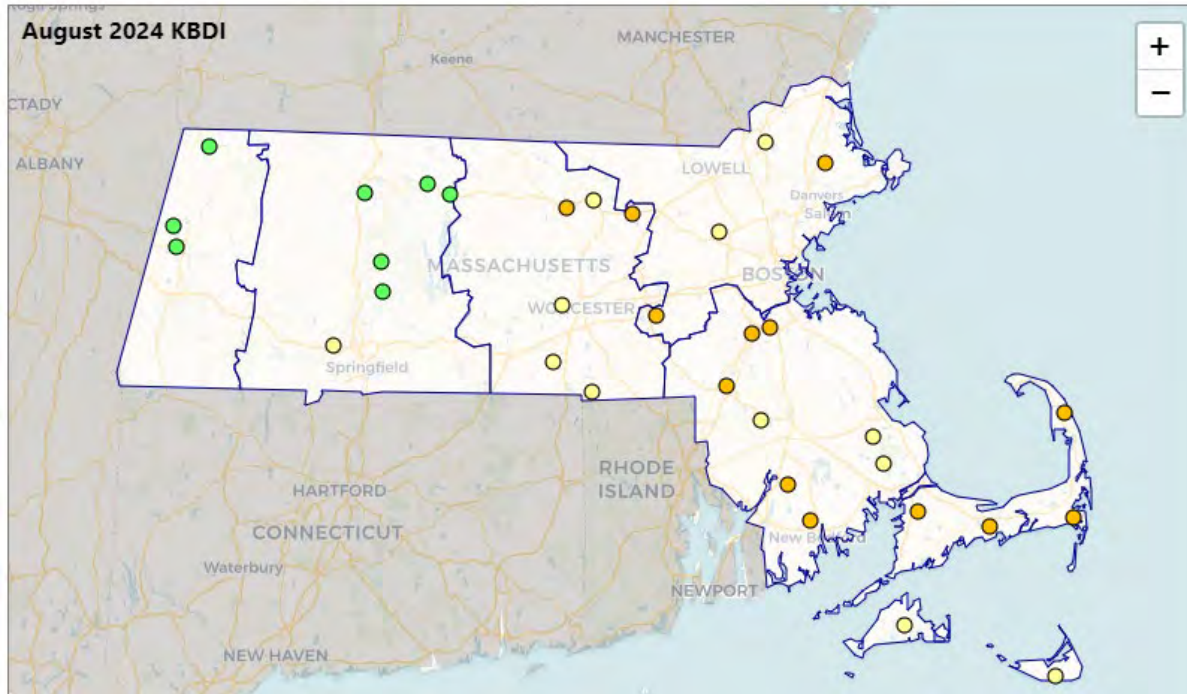 August 2024 KBDI
+
−
MANCHESTER
Keene
CTADY
ALBANY
LOWELL
Danvers
Salem
MASSACHUSETTS
BOSTON
WORCESTER
Springfield
RHODE
ISLAND
HARTFORD
CONNECTICUT
New Bedford
Waterbury
NEWPORT
NEW HAVEN